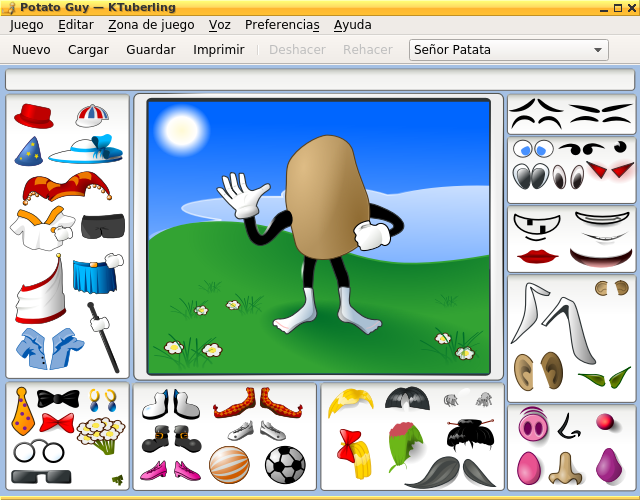 Potato Guy — KTuberling
Juego Editar Zona de juego Voz Preferencias Ayuda
Nuevo Cargar Guardar Imprimir Deshacer Rehacer Señor Patata